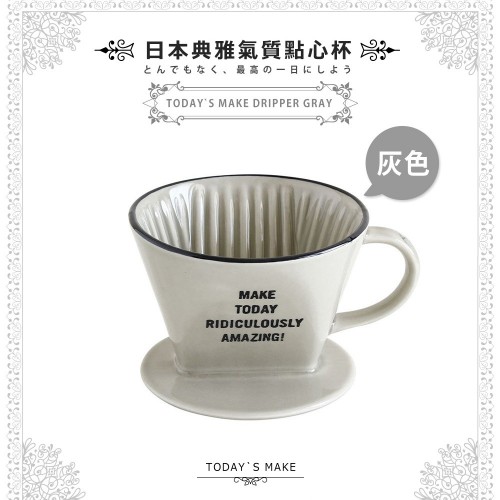 日本典雅氣質點心杯
とんでもなく、最高の一日にしよう
TODAY`S MAKE DRIPPER GRAY
灰色
MAKE
TODAY
RIDICULOUSLY
AMAZING!
TODAY`S MAKE